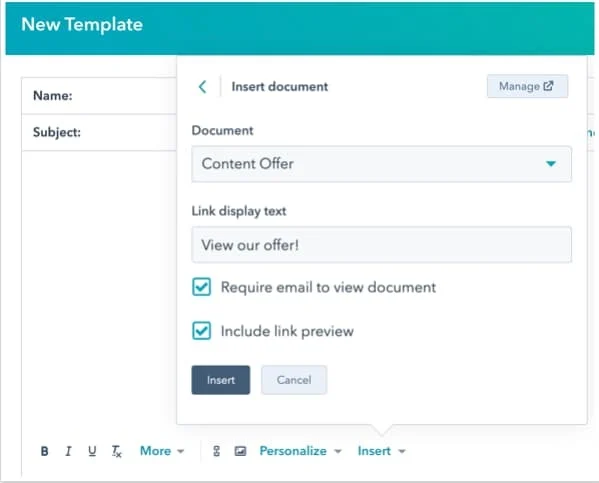 New Template
Insert document
Manage
Name:
Document
Subject:
Content Offer
Link display text
View our offer!
Require email to view document
Include link preview
Insert Cancel
B I U Tx More Personalize Insert